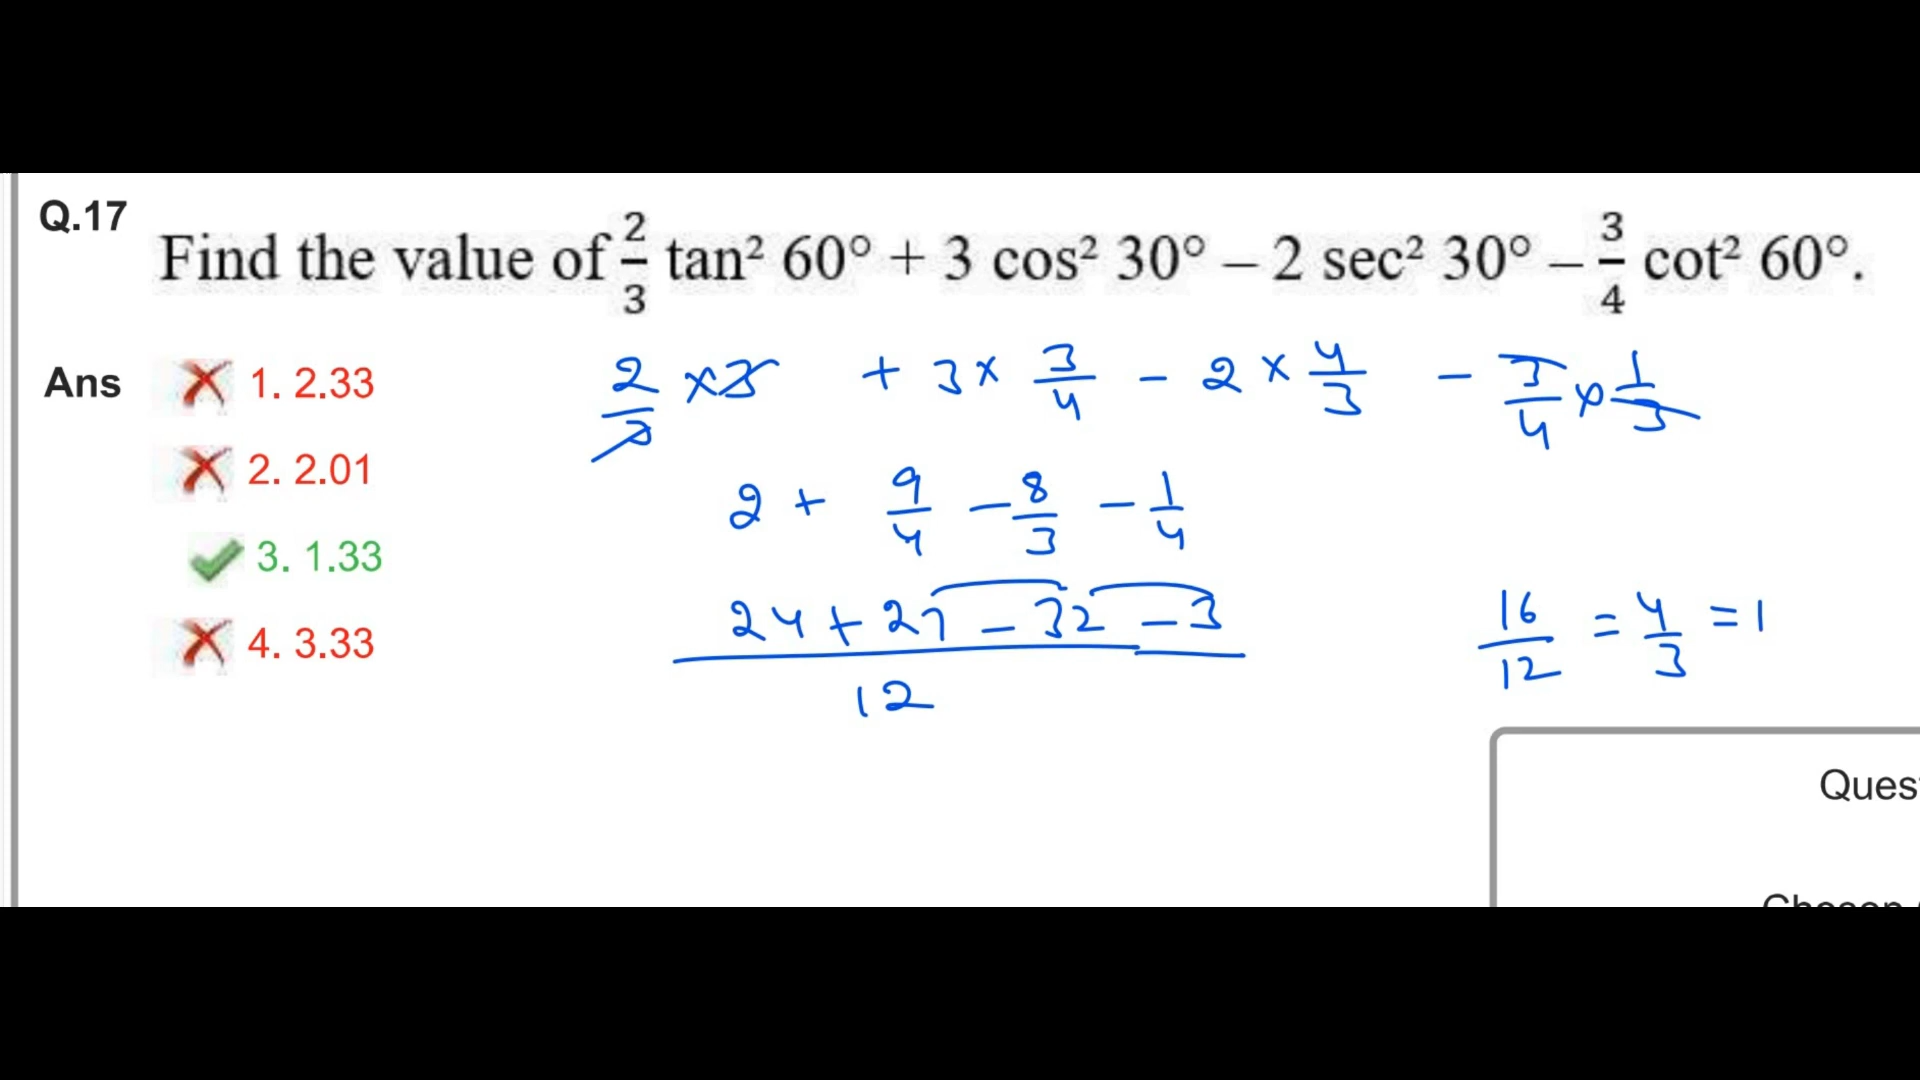 Q.17
Find the value of 2/3 tan² 60° + 3 cos² 30° – 2 sec² 30° – 3/4 cot² 60°.
Ans
1. 2.33
2. 2.01
3. 1.33
4. 3.33
2/3 × 3 + 3 × 3/4 - 2 × 4/3 - 3/4 × 1/3
2 + 9/4 - 8/3 - 1/4
24 + 27 - 32 - 3
12
16/12 = 4/3 = 1
Ques